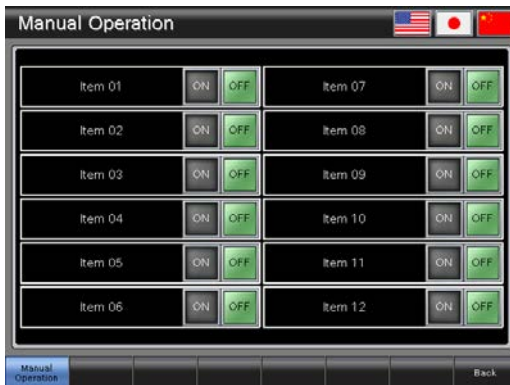 Manual Operation
Item 01 ON OFF Item 07 ON OFF
Item 02 ON OFF Item 08 ON OFF
Item 03 ON OFF Item 09 ON OFF
Item 04 ON OFF Item 10 ON OFF
Item 05 ON OFF Item 11 ON OFF
Item 06 ON OFF Item 12 ON OFF
Manual
Operation Back